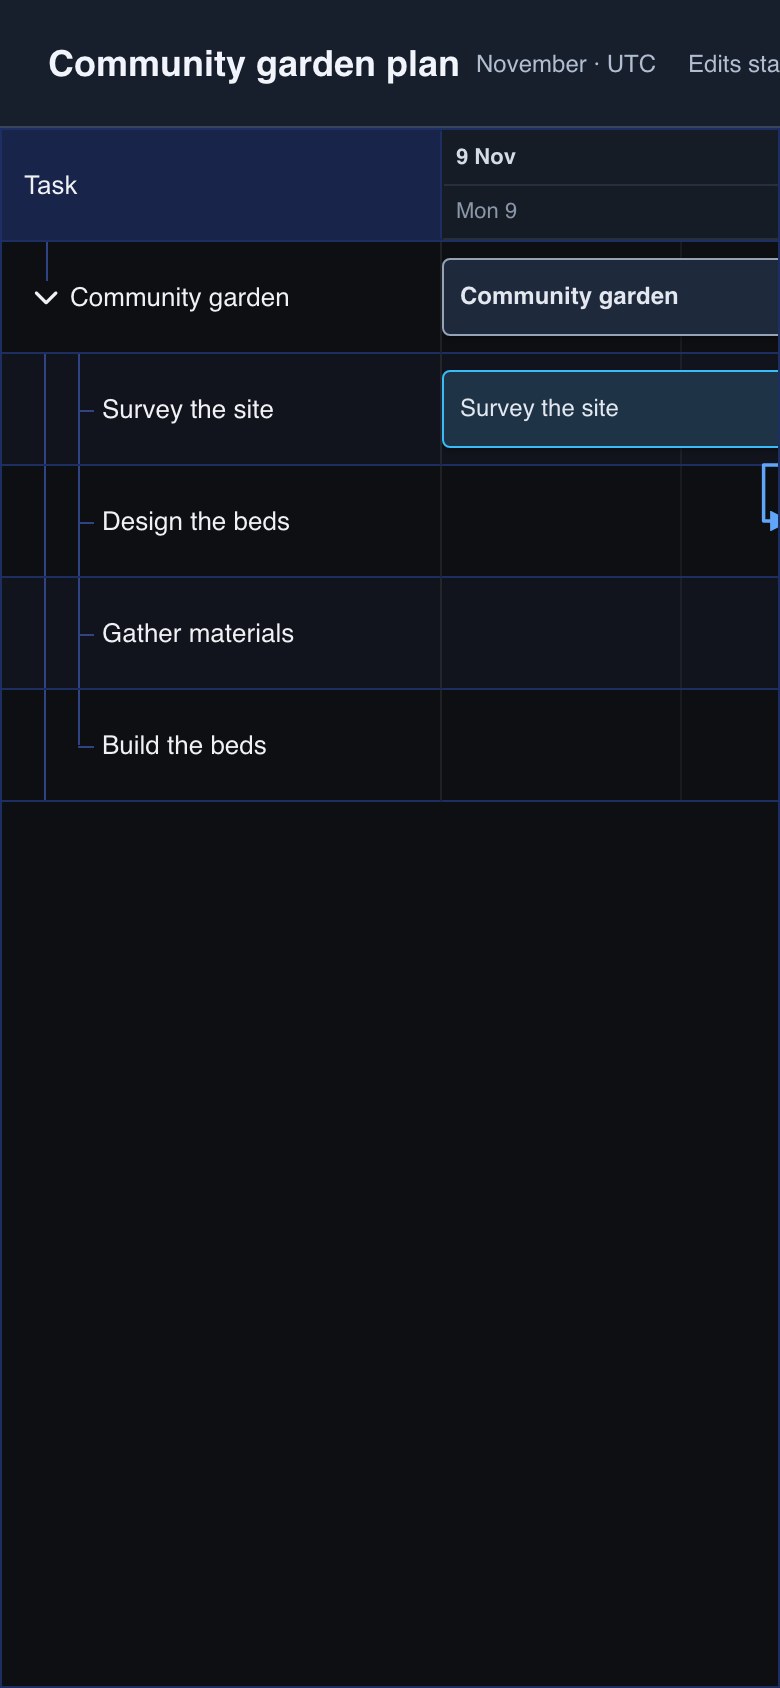 Community garden plan November · UTC Edits
Task
9 Nov
Mon 9
Community garden
Community garden
Survey the site
Survey the site
Design the beds
Gather materials
Build the beds